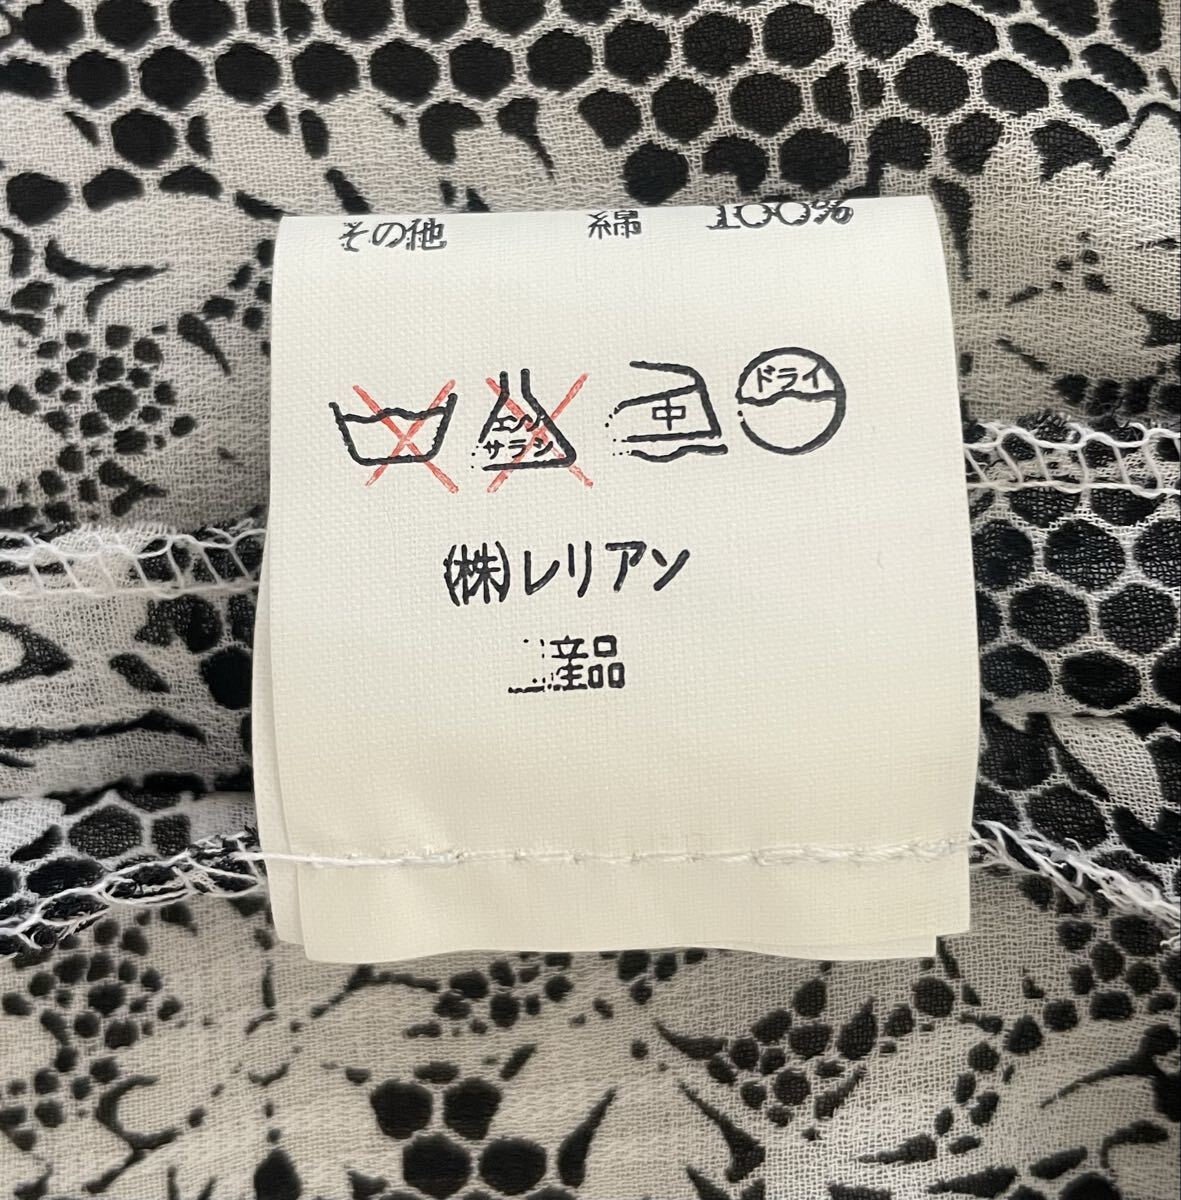 その他 綿 100%
エンソ
サラシ
中
ドライ
(株)レリアン
産品